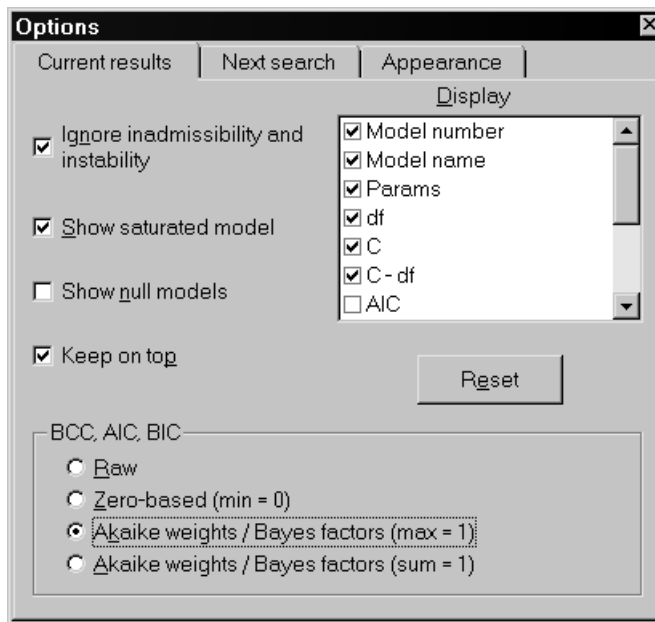 Options
Current results
Next search
Appearance
Display
Ignore inadmissibility and
instability
Show saturated model
Show null models
Keep on top
Model number
Model name
Params
df
C
C - df
AIC
Reset
BCC, AIC, BIC
Raw
Zero-based (min = 0)
Akaike weights / Bayes factors (max = 1)
Akaike weights / Bayes factors (sum = 1)